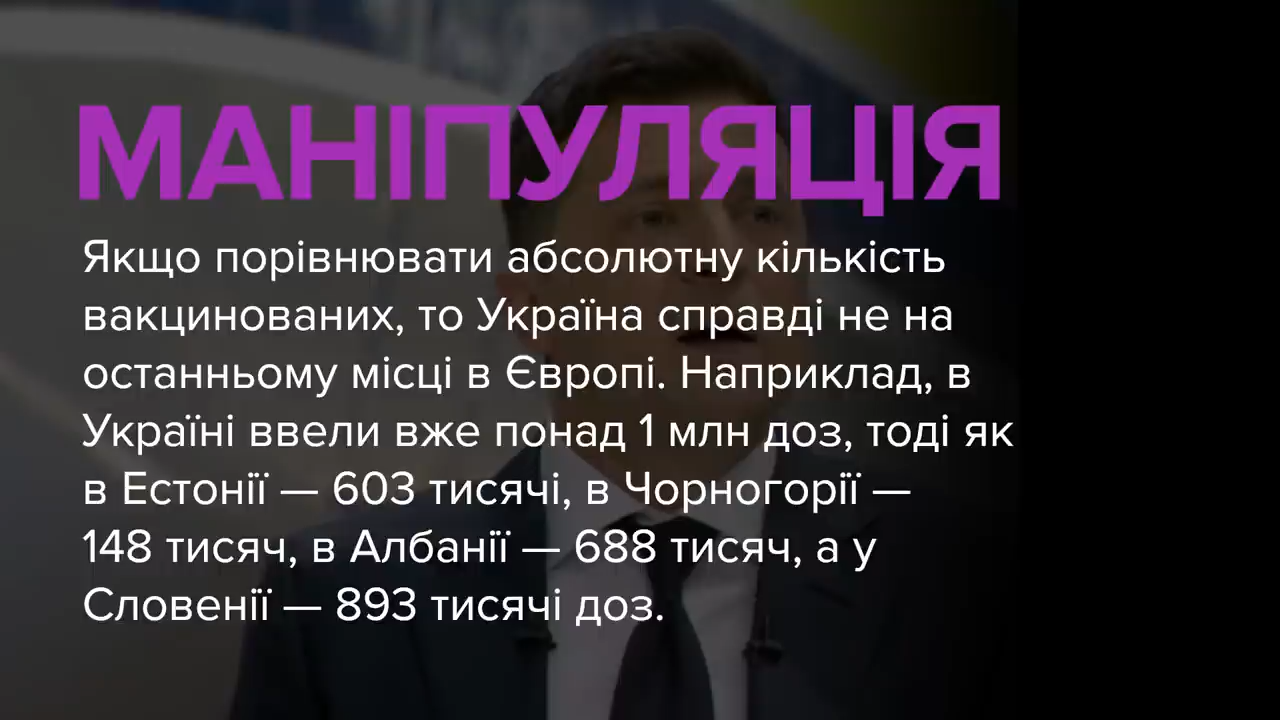 МАНІПУЛЯЦІЯ
Якщо порівнювати абсолютну кількість
вакцинованих, то Україна справді не на
останньому місці в Європі. Наприклад, в
Україні ввели вже понад 1 млн доз, тоді як
в Естонії — 603 тисячі, в Чорногорії —
148 тисяч, в Албанії — 688 тисяч, а у
Словенії — 893 тисячі доз.